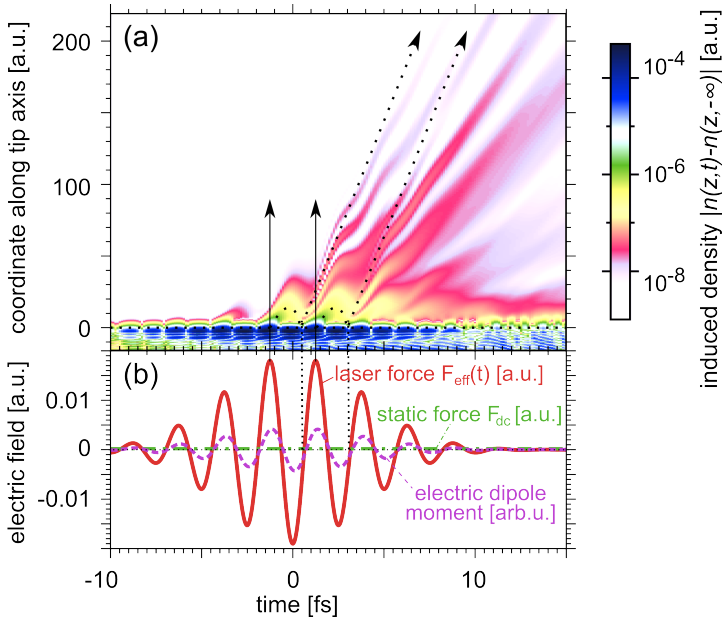 (a)
coordinate along tip axis [a.u.]
200
100
0
induced density |n(z,t)-n(z,-∞)| [a.u.]
10⁻⁴
10⁻⁶
10⁻⁸
(b)
electric field [a.u.]
0.01
0
-0.01
laser force F_eff(t) [a.u.]
static force F_dc [a.u.]
electric dipole
moment [arb.u.]
-10
0
10
time [fs]